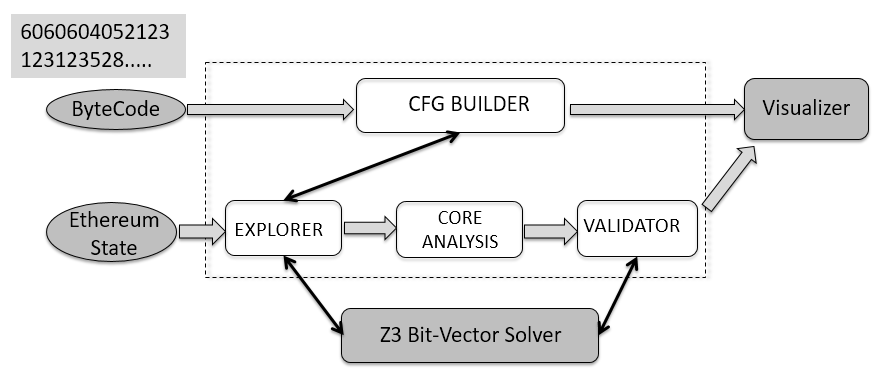 6060604052123
123123528.....
ByteCode
CFG BUILDER
Visualizer
Ethereum
State
EXPLORER
CORE
ANALYSIS
VALIDATOR
Z3 Bit-Vector Solver